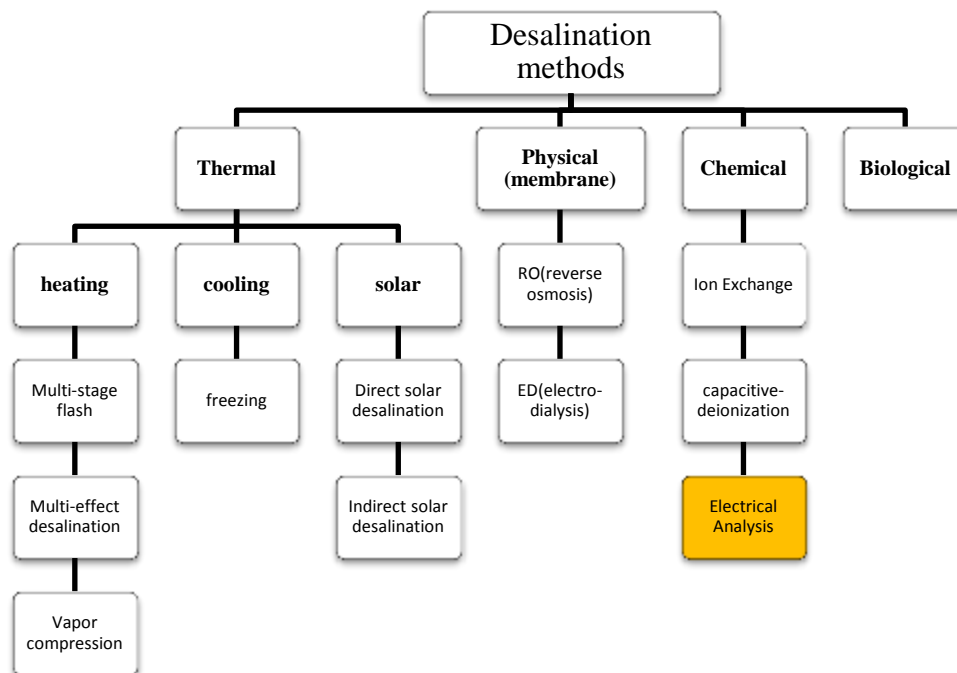 Desalination
methods
Thermal
Physical
(membrane)
Chemical
Biological
heating
cooling
solar
RO(reverse
osmosis)
Ion Exchange
Multi-stage
flash
freezing
Direct solar
desalination
ED(electro-
dialysis)
capacitive-
deionization
Multi-effect
desalination
Indirect solar
desalination
Electrical
Analysis
Vapor
compression